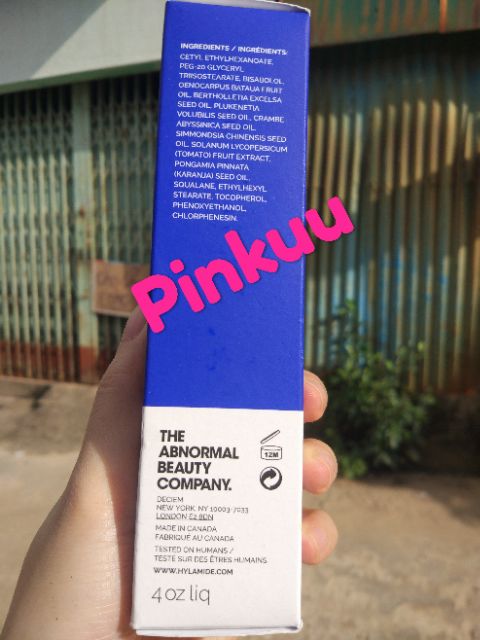 INGREDIENTS / INGRÉDIENTS:
CETYL ETHYLHEXANOATE,
PEG-20 GLYCERYL
TRIISOSTEARATE, BISABOLOL,
OENOCARPUS BATAUA FRUIT
OIL, BERTHOLLETIA EXCELSA
SEED OIL, PLUKENETIA
VOLUBILIS SEED OIL, CRAMBE
ABYSSINICA SEED OIL,
SIMMONDSIA CHINENSIS SEED
OIL, SOLANUM LYCOPERSICUM
(TOMATO) FRUIT EXTRACT,
PONGAMIA PINNATA
(KARANJA) SEED OIL,
SQUALANE, ETHYLHEXYL
STEARATE, TOCOPHEROL,
PHENOXYETHANOL,
CHLORPHENESIN.
Pinkuu
THE
ABNORMAL
BEAUTY
COMPANY.
12M
DECIEM
NEW YORK, NY 10003-7033
LONDON E2 8DN
MADE IN CANADA
FABRIQUÉ AU CANADA
TESTED ON HUMANS /
TESTÉ SUR DES ÊTRES HUMAINS
WWW.HYLAMIDE.COM
4 oz liq